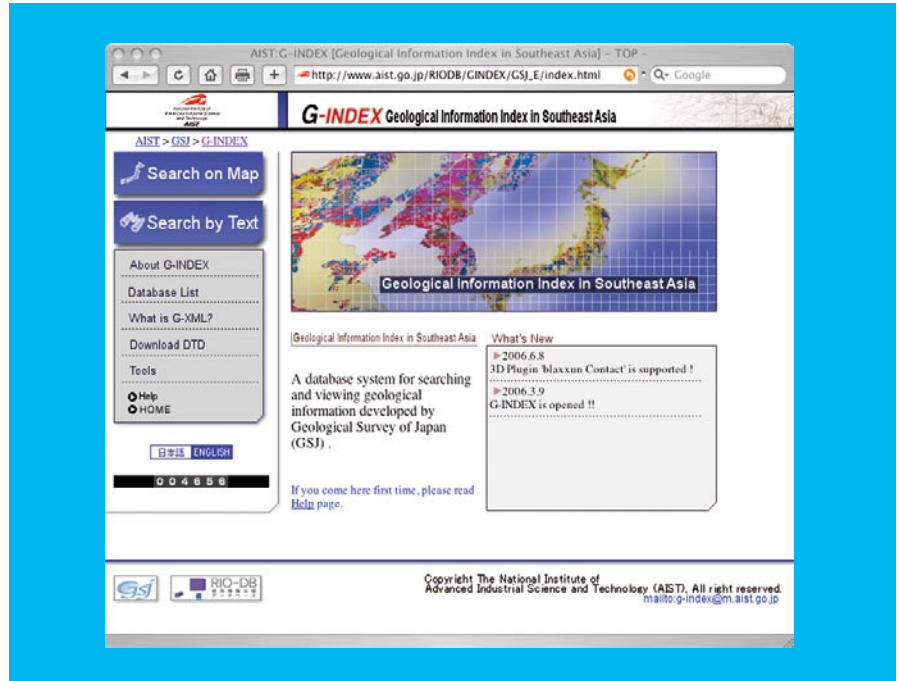 AIST:G-INDEX [Geological Information Index in Southeast Asia] - TOP -
http://www.aist.go.jp/RIODB/GINDEX/GSJ_E/index.html
Google
AIST
G-INDEX Geological Information Index in Southeast Asia
AIST > GSJ > G-INDEX
Search on Map
Search by Text
About G-INDEX
Database List
What is G-XML?
Download DTD
Tools
Help
HOME
日本語 ENGLISH
004656
Geological Information Index in Southeast Asia
Geological Information Index in Southeast Asia
A database system for searching
and viewing geological
information developed by
Geological Survey of Japan
(GSJ) .
If you come here first time, please read
Help page.
What's New
2006.6.8
3D Plugin 'blaxxun Contact' is supported !
2006.3.9
G-INDEX is opened !!
GSJ
RIO-DB
Copyright The National Institute of
Advanced Industrial Science and Technology (AIST), All right reserved.
mailto:g-index@m.aist.go.jp